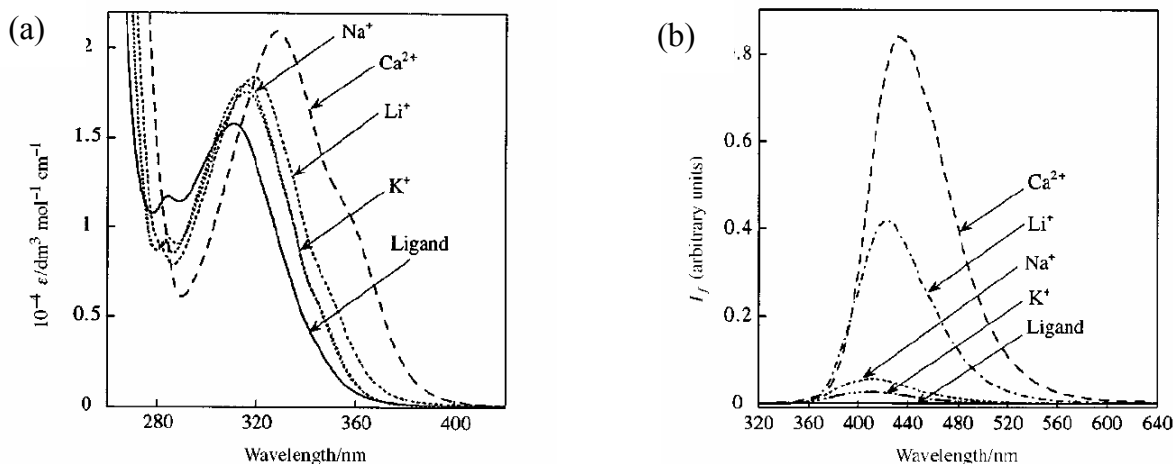 (a)
2
1.5
1
0.5
0
280
320
360
400
10⁻⁴ ε/dm³ mol⁻¹ cm⁻¹
Wavelength/nm
Na⁺
Ca²⁺
Li⁺
K⁺
Ligand
(b)
.8
0.6
0.4
0.2
0
320
360
400
440
480
520
560
600
640
I_f (arbitrary units)
Wavelength/nm
Ca²⁺
Li⁺
Na⁺
K⁺
Ligand